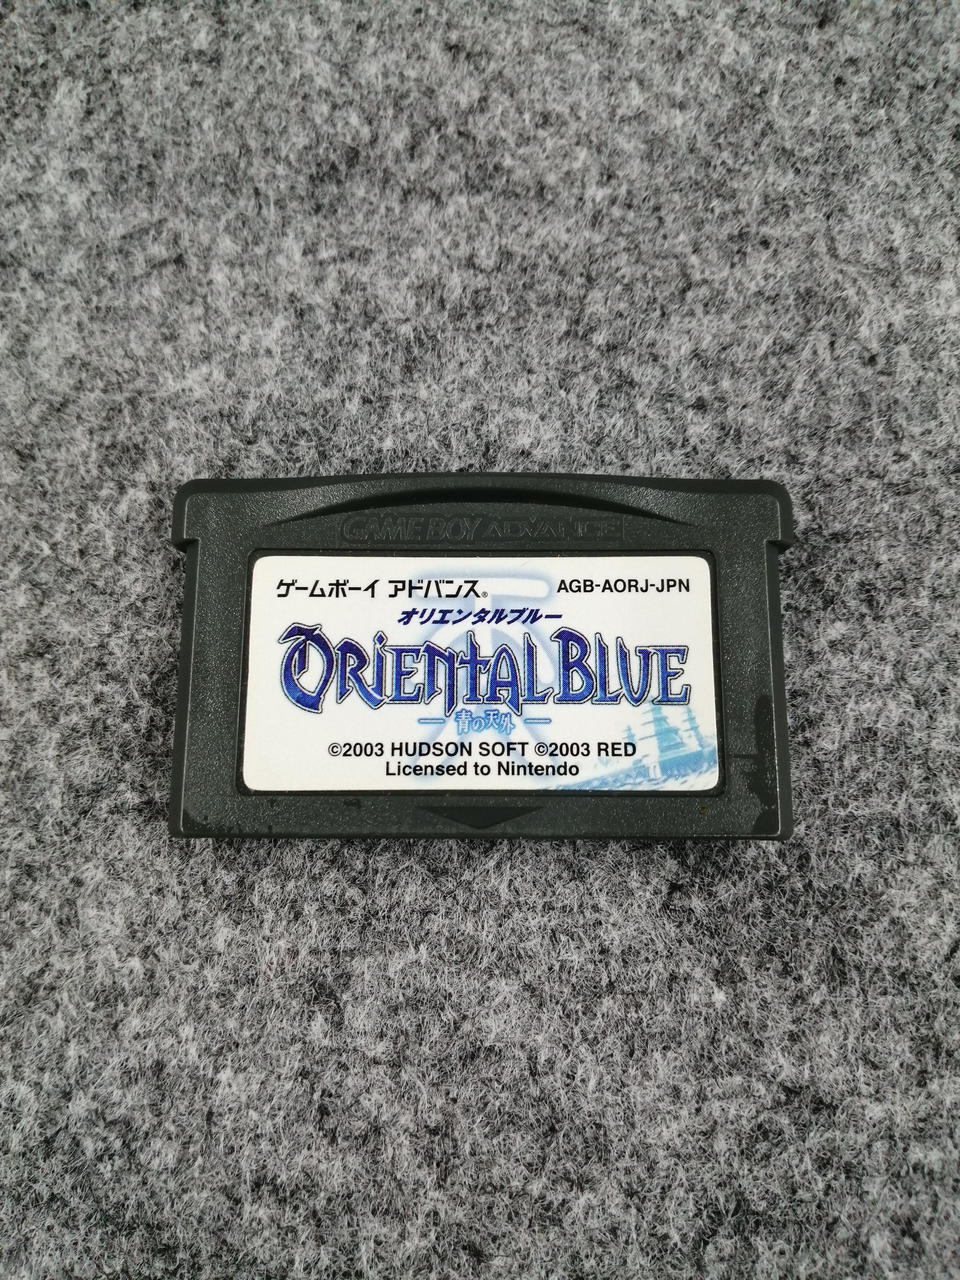 GAME BOY ADVANCE
ゲームボーイ アドバンス® AGB-AORJ-JPN
オリエンタルブルー
ORIENTAL BLUE
— 青の天外 —
©2003 HUDSON SOFT ©2003 RED
Licensed to Nintendo